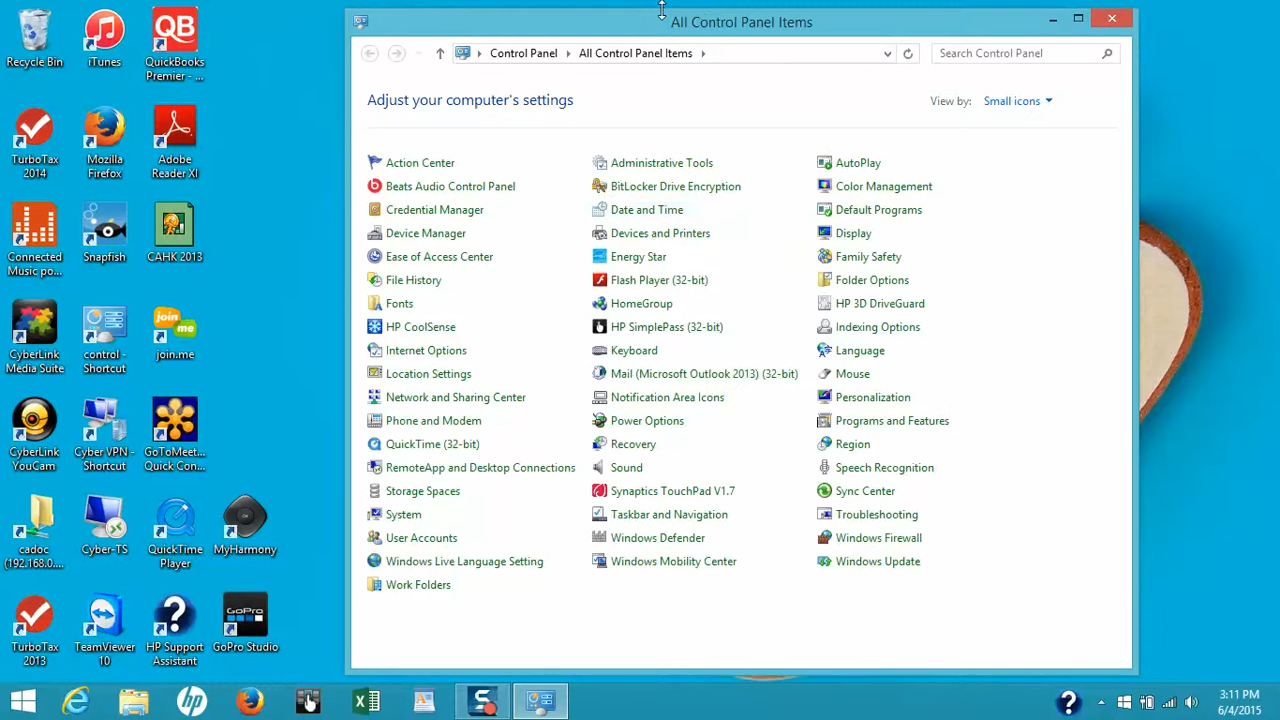 Recycle Bin
iTunes
QB
QuickBooks
Premier - ...
TurboTax
2014
Mozilla
Firefox
Adobe
Reader XI
Connected
Music po...
Snapfish
CAHK 2013
CyberLink
Media Suite
control -
Shortcut
join
me
join.me
CyberLink
YouCam
Cyber VPN -
Shortcut
GoToMeet...
Quick Con...
cadoc
(192.168.0....
Cyber-TS
QuickTime
Player
MyHarmony
TurboTax
2013
TeamViewer
10
HP Support
Assistant
GoPro
GoPro Studio
All Control Panel Items
Control Panel
All Control Panel Items
Search Control Panel
Adjust your computer's settings
View by: Small icons
Action Center
Administrative Tools
AutoPlay
Beats Audio Control Panel
BitLocker Drive Encryption
Color Management
Credential Manager
Date and Time
Default Programs
Device Manager
Devices and Printers
Display
Ease of Access Center
Energy Star
Family Safety
File History
Flash Player (32-bit)
Folder Options
Fonts
HomeGroup
HP 3D DriveGuard
HP CoolSense
HP SimplePass (32-bit)
Indexing Options
Internet Options
Keyboard
Language
Location Settings
Mail (Microsoft Outlook 2013) (32-bit)
Mouse
Network and Sharing Center
Notification Area Icons
Personalization
Phone and Modem
Power Options
Programs and Features
QuickTime (32-bit)
Recovery
Region
RemoteApp and Desktop Connections
Sound
Speech Recognition
Storage Spaces
Synaptics TouchPad V1.7
Sync Center
System
Taskbar and Navigation
Troubleshooting
User Accounts
Windows Defender
Windows Firewall
Windows Live Language Setting
Windows Mobility Center
Windows Update
Work Folders
3:11 PM
6/4/2015